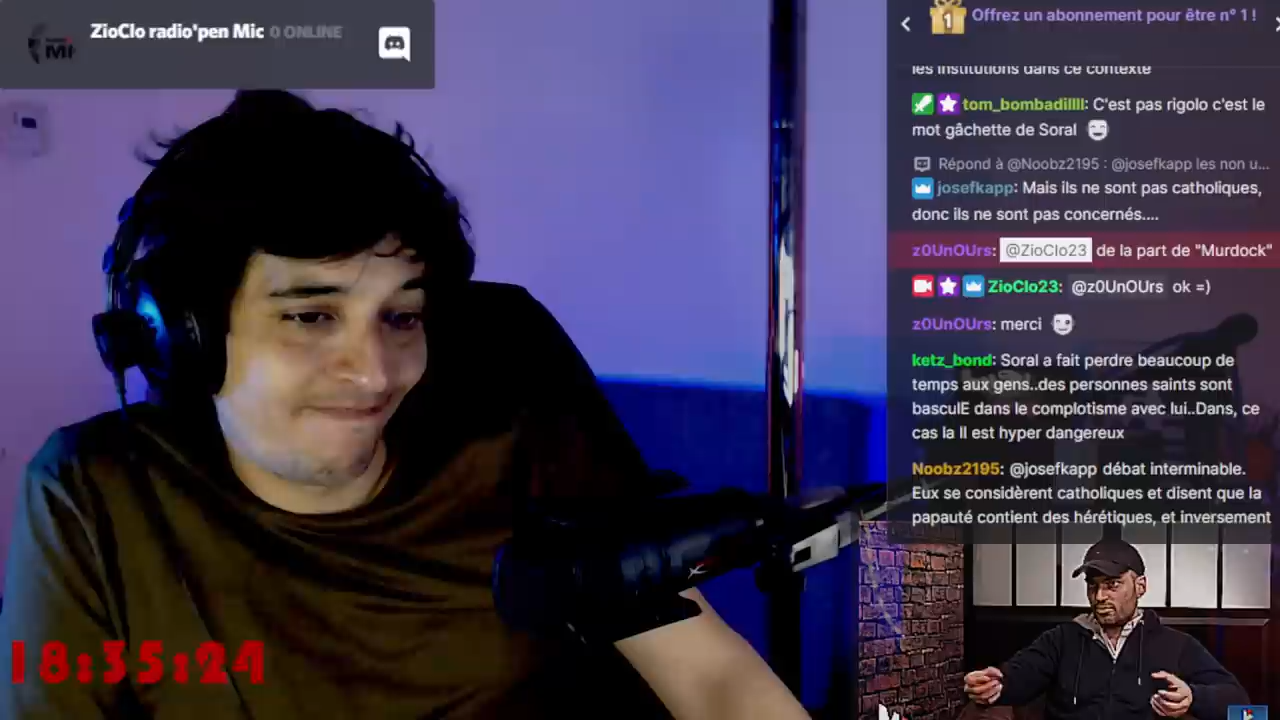 ZioClo radio'pen Mic 0 ONLINE
MI
Offrez un abonnement pour être n° 1 !
1
les institutions dans ce contexte
tom_bombadillll: C'est pas rigolo c'est le
mot gâchette de Soral
Répond à @Noobz2195 : @josefkapp les non u...
josefkapp: Mais ils ne sont pas catholiques,
donc ils ne sont pas concernés....
z0UnOUrs: @ZioClo23 de la part de "Murdock"
ZioClo23: @z0UnOUrs ok =)
z0UnOUrs: merci
ketz_bond: Soral a fait perdre beaucoup de
temps aux gens..des personnes saints sont
basculE dans le complotisme avec lui..Dans, ce
cas la Il est hyper dangereux
Noobz2195: @josefkapp débat interminable.
Eux se considèrent catholiques et disent que la
papauté contient des hérétiques, et inversement
18:35:24